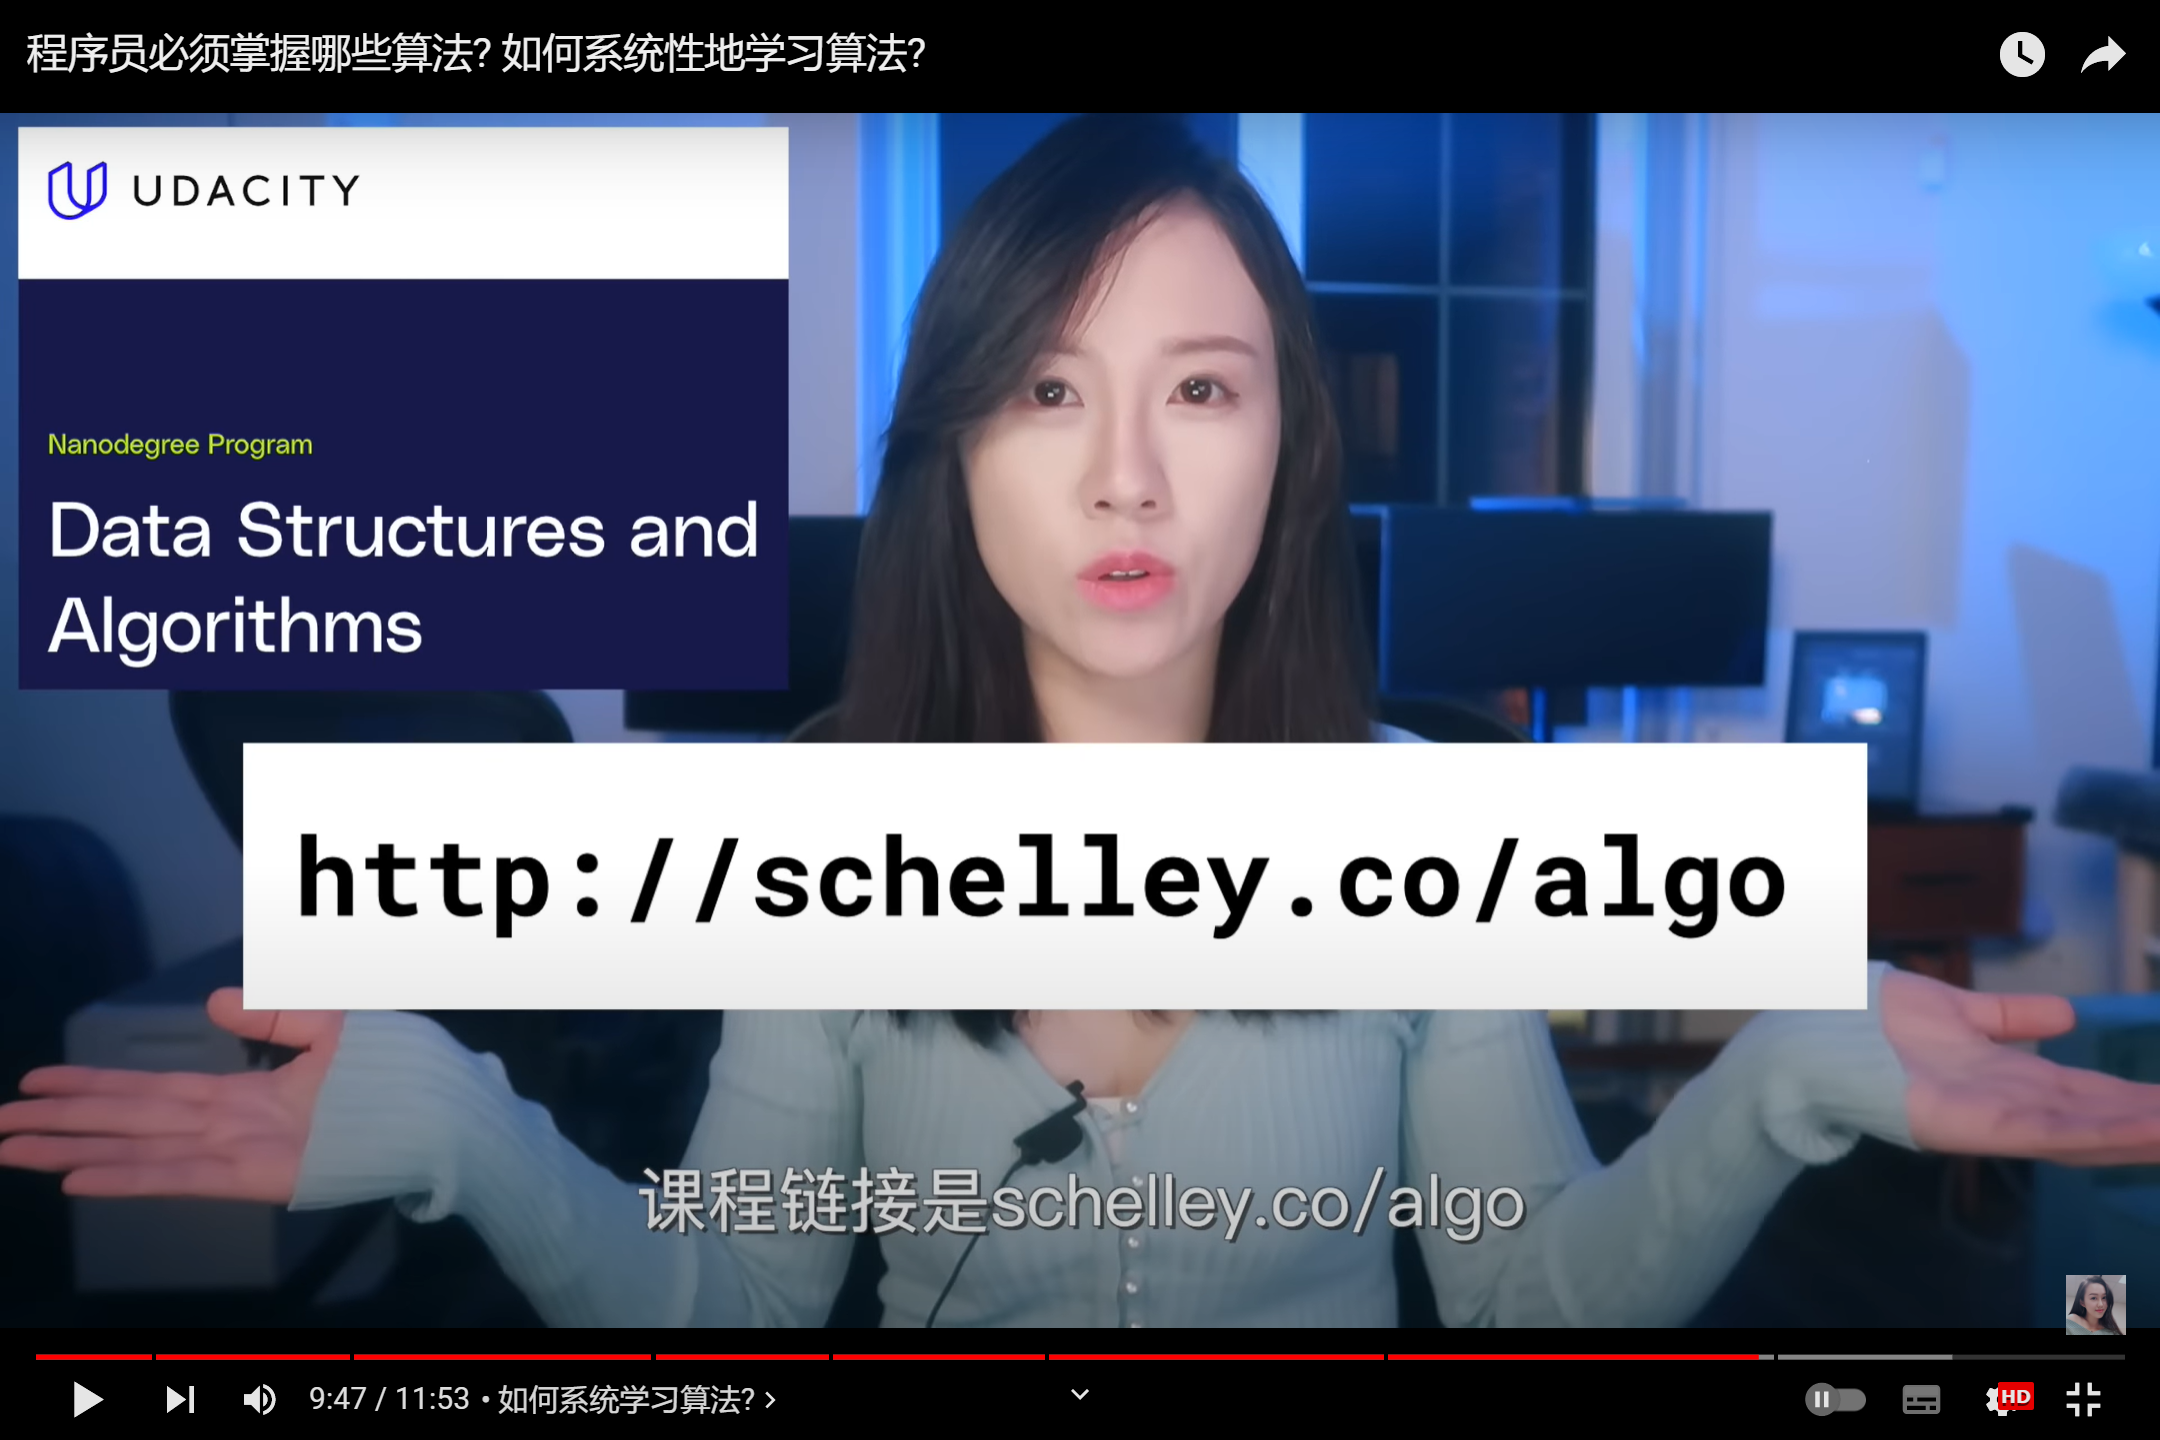 程序员必须掌握哪些算法? 如何系统性地学习算法?
UDACITY
Nanodegree Program
Data Structures and
Algorithms
http://schelley.co/algo
课程链接是schelley.co/algo
9:47 / 11:53 • 如何系统学习算法? ›
HD